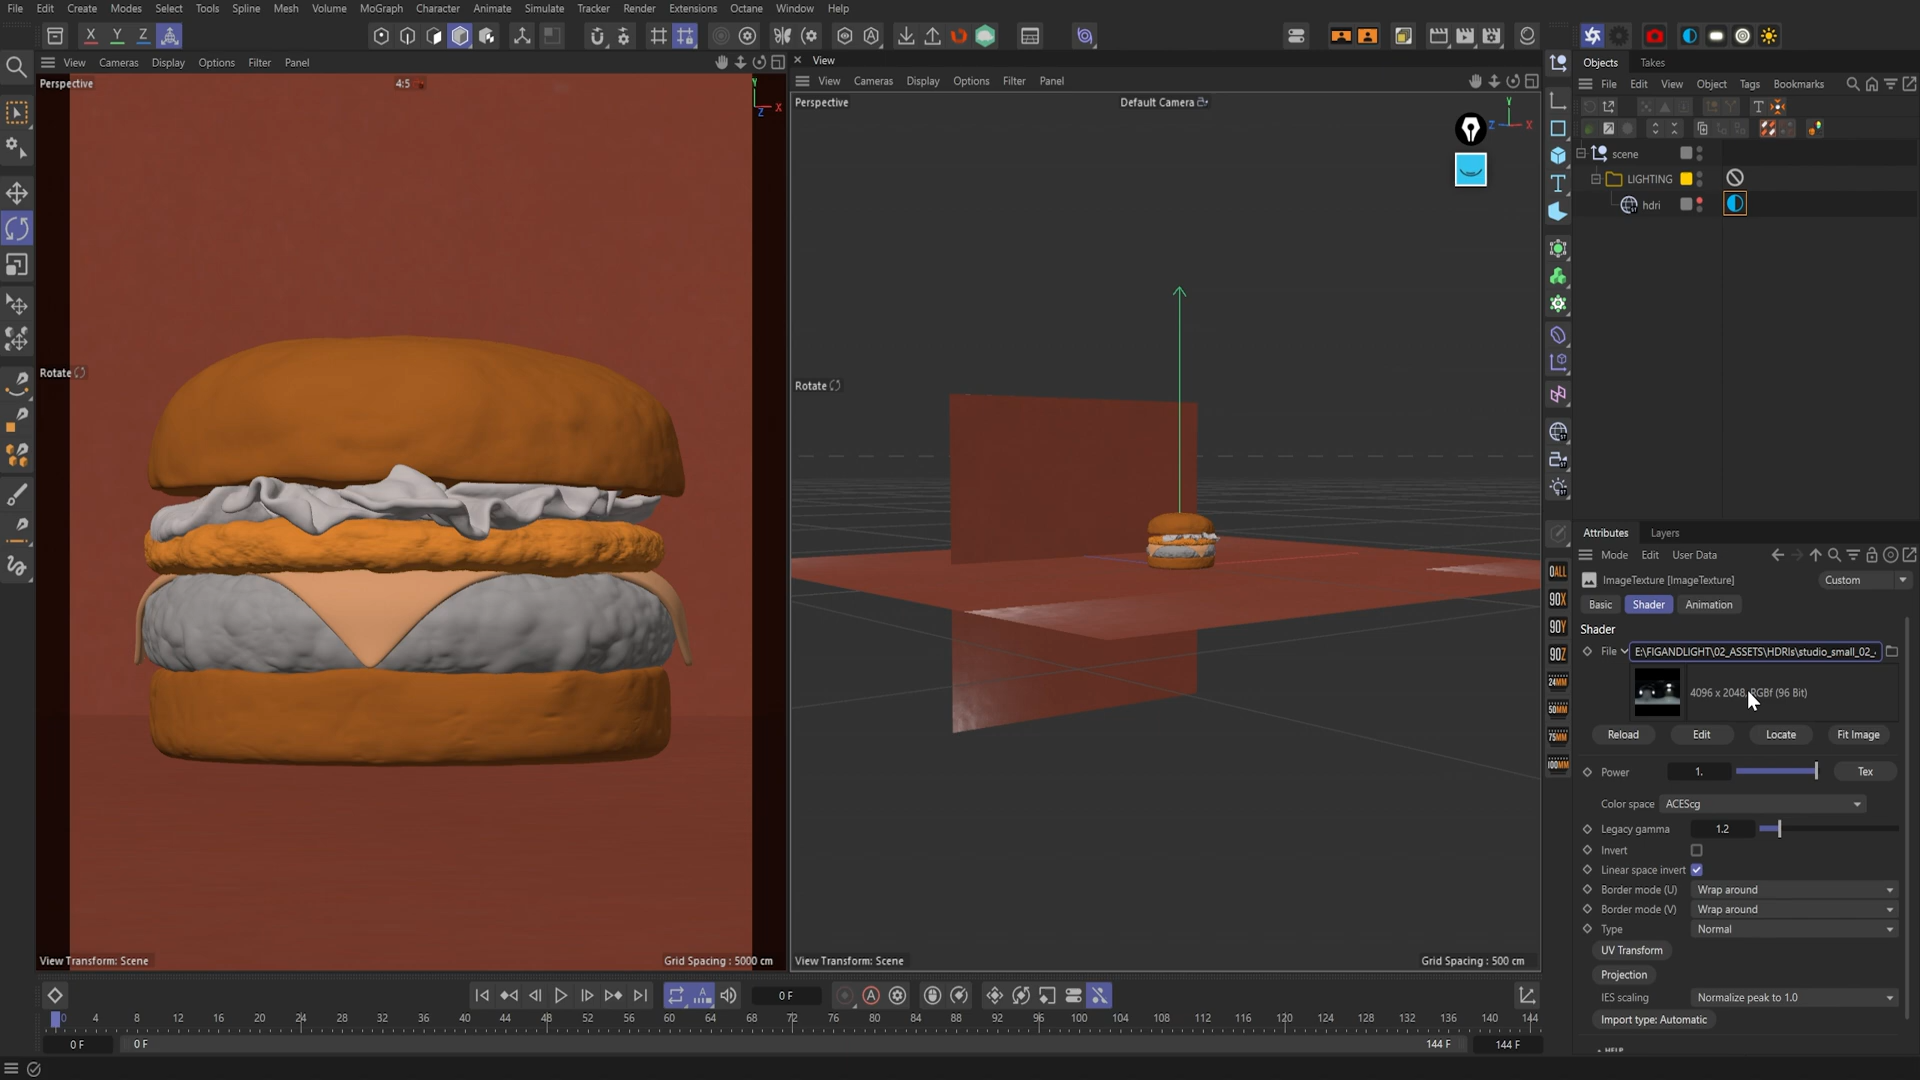 File Edit Create Modes Select Tools Spline Mesh Volume MoGraph Character Animate Simulate Tracker Render Extensions Octane Window Help
X Y Z
View Cameras Display Options Filter Panel
Perspective
4:5
Y
X
Z
Rotate
View Transform: Scene
Grid Spacing : 5000 cm
View
View Cameras Display Options Filter Panel
Perspective
Default Camera
Y
Z
X
Rotate
View Transform: Scene
Grid Spacing : 500 cm
0ALL
90X
90Y
90Z
24MM
50MM
75MM
100MM
Objects Takes
File Edit View Object Tags Bookmarks
scene
LIGHTING
hdri
Attributes Layers
Mode Edit User Data
ImageTexture [ImageTexture]
Custom
Basic Shader Animation
Shader
File E:\FIGANDLIGHT\02_ASSETS\HDRIs\studio_small_02_
4096 x 2048, RGBf (96 Bit)
Reload Edit Locate Fit Image
Power 1. Tex
Color space ACEScg
Legacy gamma 1.2
Invert
Linear space invert
Border mode (U) Wrap around
Border mode (V) Wrap around
Type Normal
UV Transform
Projection
IES scaling Normalize peak to 1.0
Import type: Automatic
HELP
0 F
0 4 8 12 16 20 24 28 32 36 40 44 48 52 56 60 64 68 72 76 80 84 88 92 96 100 104 108 112 116 120 124 128 132 136 140 144
0 F 0 F 144 F 144 F